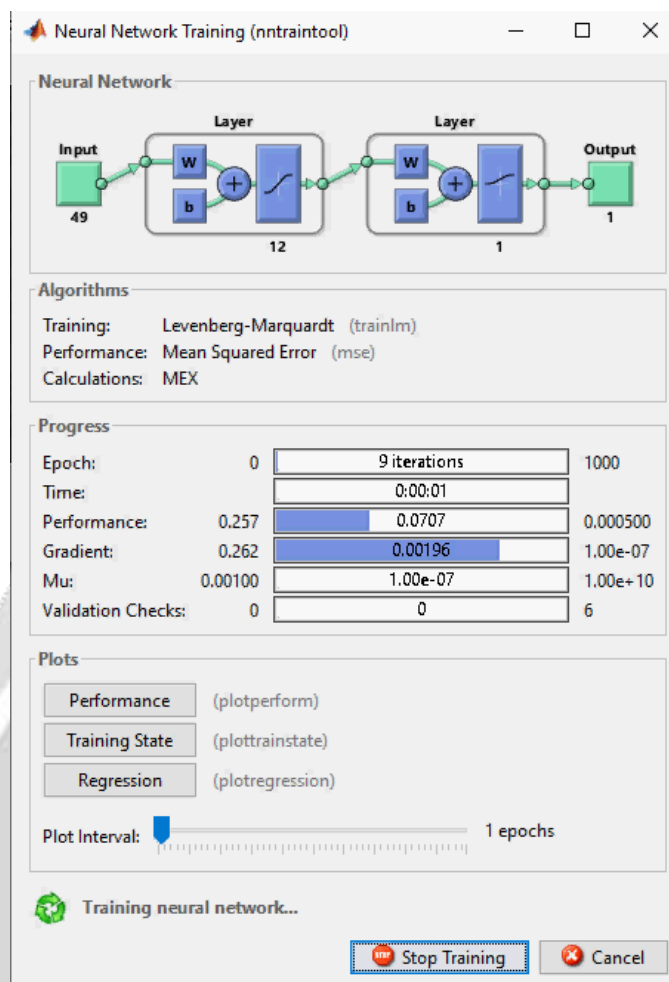 Neural Network Training (nntraintool)
Neural Network
Layer Layer
Input Output
W W
b b
49 12 1 1
Algorithms
Training: Levenberg-Marquardt (trainlm)
Performance: Mean Squared Error (mse)
Calculations: MEX
Progress
Epoch: 0 9 iterations 1000
Time: 0:00:01
Performance: 0.257 0.0707 0.000500
Gradient: 0.262 0.00196 1.00e-07
Mu: 0.00100 1.00e-07 1.00e+10
Validation Checks: 0 0 6
Plots
Performance (plotperform)
Training State (plottrainstate)
Regression (plotregression)
Plot Interval: 1 epochs
Training neural network...
Stop Training Cancel